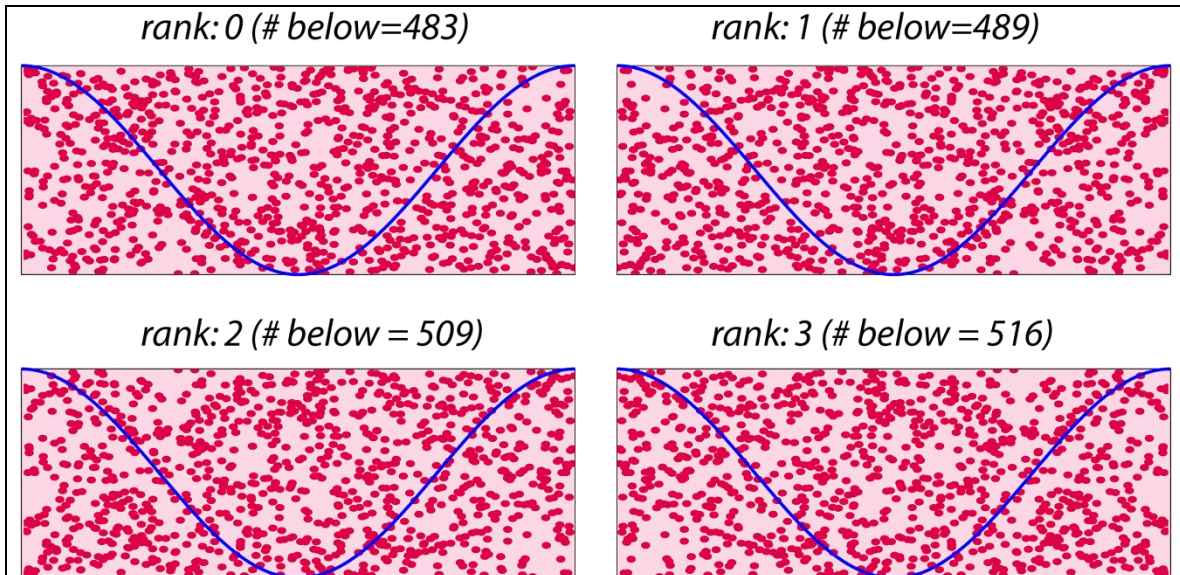 rank: 0 (# below=483)
rank: 1 (# below=489)
rank: 2 (# below = 509)
rank: 3 (# below = 516)